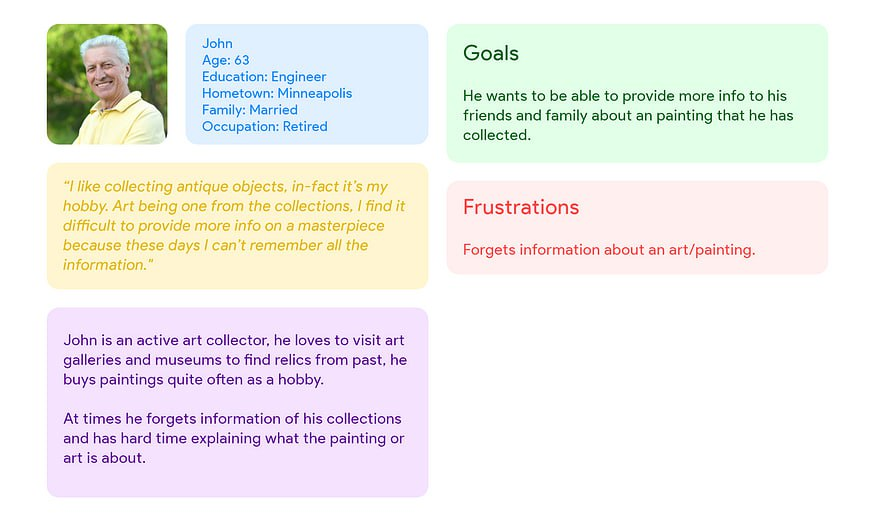 John
Age: 63
Education: Engineer
Hometown: Minneapolis
Family: Married
Occupation: Retired
“I like collecting antique objects, in-fact it’s my
hobby. Art being one from the collections, I find it
difficult to provide more info on a masterpiece
because these days I can’t remember all the
information.”
John is an active art collector, he loves to visit art
galleries and museums to find relics from past, he
buys paintings quite often as a hobby.
At times he forgets information of his collections
and has hard time explaining what the painting or
art is about.
Goals
He wants to be able to provide more info to his
friends and family about an painting that he has
collected.
Frustrations
Forgets information about an art/painting.